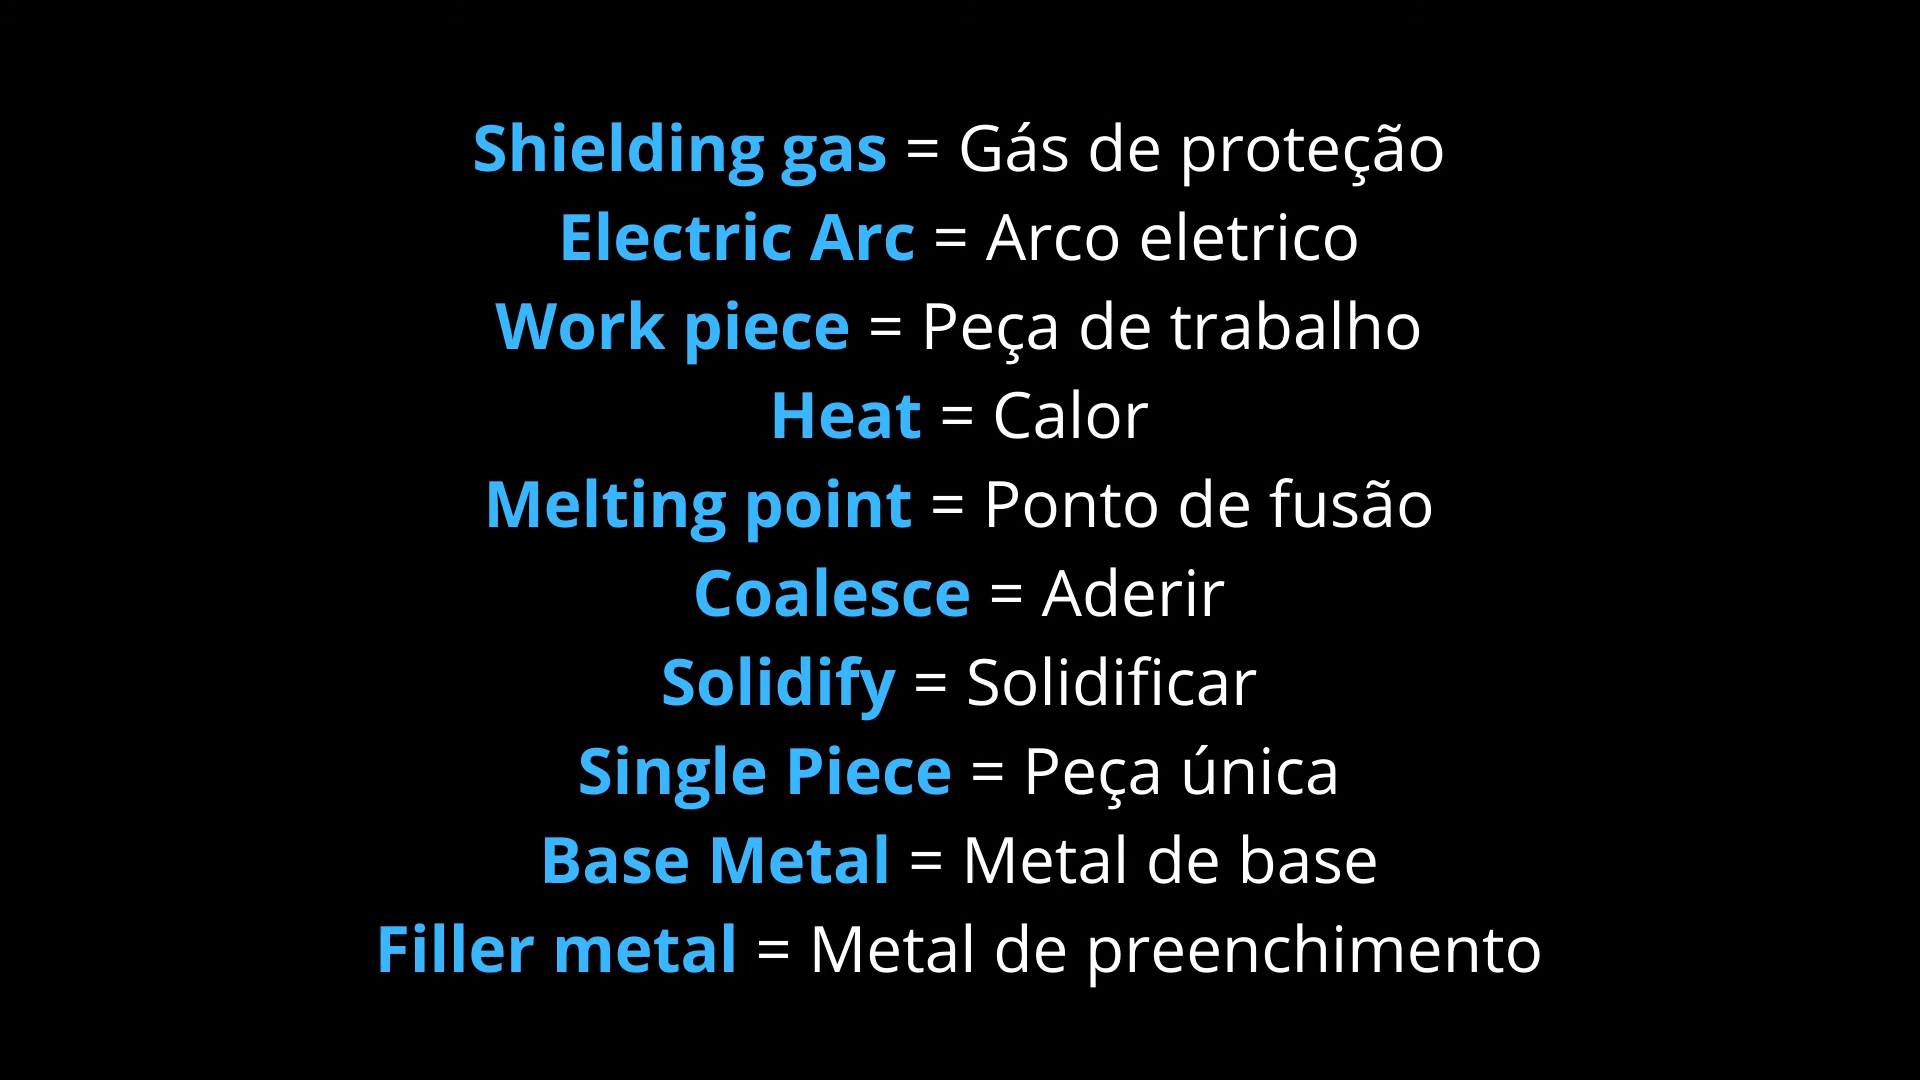 Shielding gas = Gás de proteção
Electric Arc = Arco eletrico
Work piece = Peça de trabalho
Heat = Calor
Melting point = Ponto de fusão
Coalesce = Aderir
Solidify = Solidificar
Single Piece = Peça única
Base Metal = Metal de base
Filler metal = Metal de preenchimento